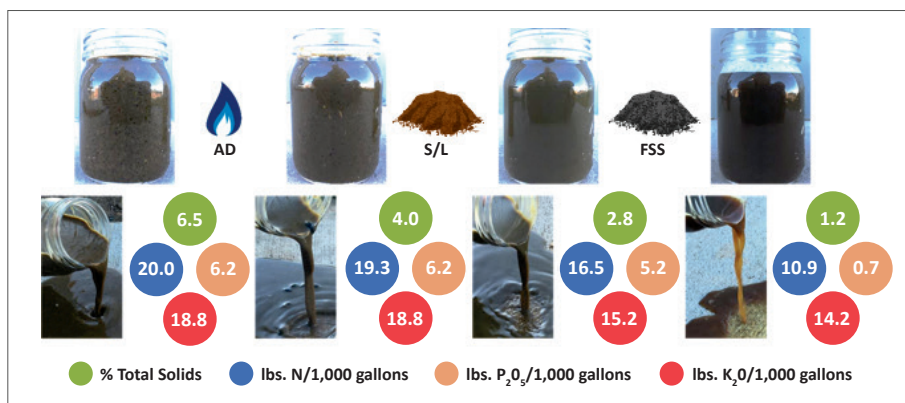 AD S/L FSS
6.5 4.0 2.8 1.2
20.0 6.2 19.3 6.2 16.5 5.2 10.9 0.7
18.8 18.8 15.2 14.2
% Total Solids lbs. N/1,000 gallons lbs. P₂0₅/1,000 gallons lbs. K₂0/1,000 gallons